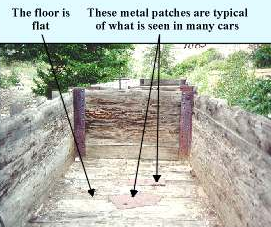 The floor is
flat
These metal patches are typical
of what is seen in many cars